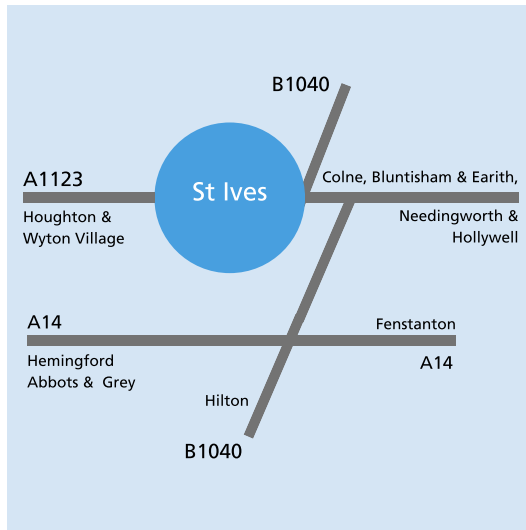 B1040
A1123
St Ives
Colne, Bluntisham & Earith,
Houghton &
Wyton Village
Needingworth &
Hollywell
A14
Fenstanton
Hemingford
Abbots & Grey
A14
Hilton
B1040